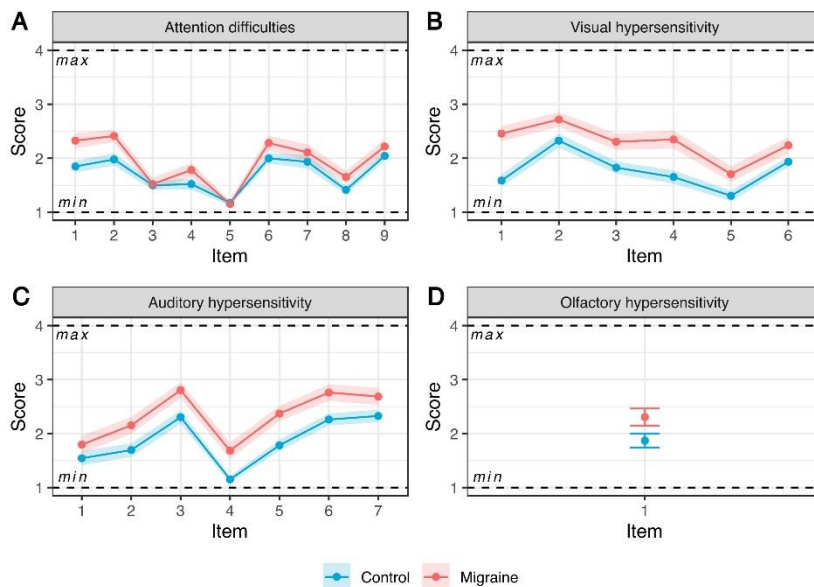 A
Attention difficulties
4
max
3
Score
2
min
1
1 2 3 4 5 6 7 8 9
Item
B
Visual hypersensitivity
4
max
3
Score
2
min
1
1 2 3 4 5 6
Item
C
Auditory hypersensitivity
4
max
3
Score
2
min
1
1 2 3 4 5 6 7
Item
D
Olfactory hypersensitivity
4
max
3
Score
2
min
1
1
Item
Control Migraine